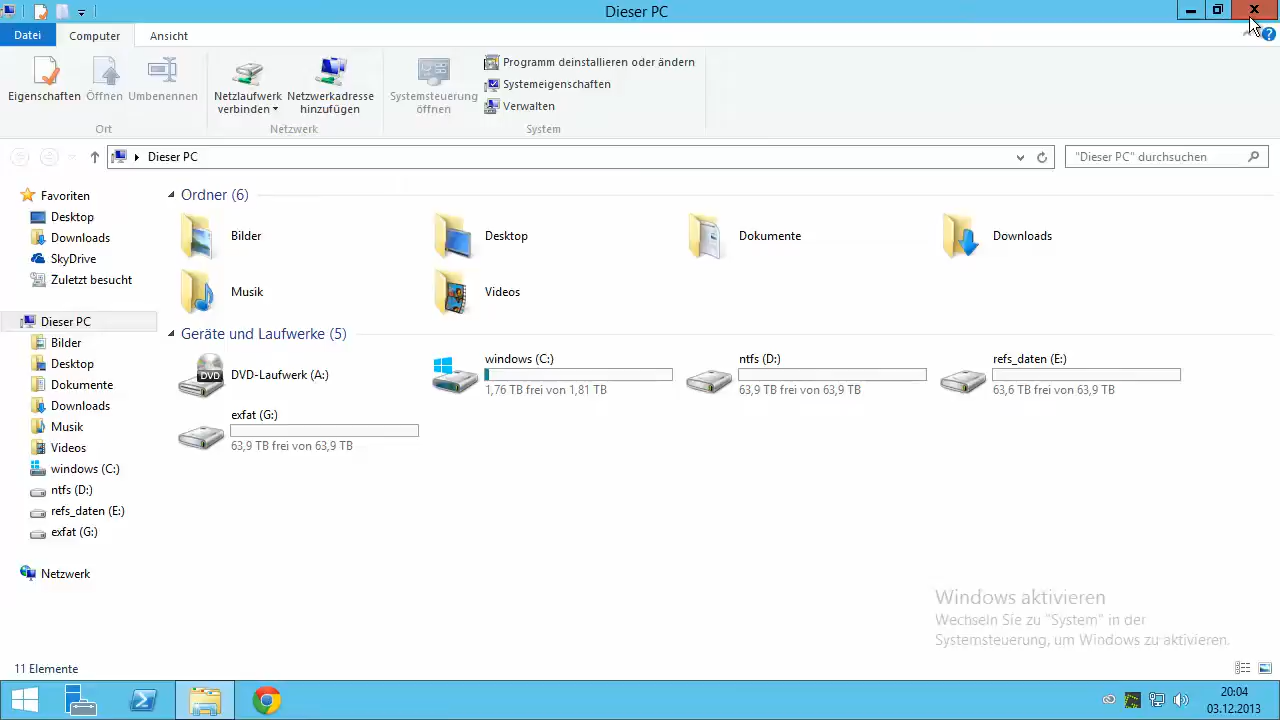 Dieser PC
Datei
Computer
Ansicht
Eigenschaften
Öffnen
Umbenennen
Ort
Netzlaufwerk
verbinden
Netzwerkadresse
hinzufügen
Netzwerk
Systemsteuerung
öffnen
Programm deinstallieren oder ändern
Systemeigenschaften
Verwalten
System
Dieser PC
"Dieser PC" durchsuchen
Favoriten
Desktop
Downloads
SkyDrive
Zuletzt besucht
Dieser PC
Bilder
Desktop
Dokumente
Downloads
Musik
Videos
windows (C:)
ntfs (D:)
refs_daten (E:)
exfat (G:)
Netzwerk
Ordner (6)
Bilder
Desktop
Dokumente
Downloads
Musik
Videos
Geräte und Laufwerke (5)
DVD
DVD-Laufwerk (A:)
windows (C:)
1,76 TB frei von 1,81 TB
ntfs (D:)
63,9 TB frei von 63,9 TB
refs_daten (E:)
63,6 TB frei von 63,9 TB
exfat (G:)
63,9 TB frei von 63,9 TB
Windows aktivieren
Wechseln Sie zu "System" in der
Systemsteuerung, um Windows zu aktivieren.
11 Elemente
20:04
03.12.2013